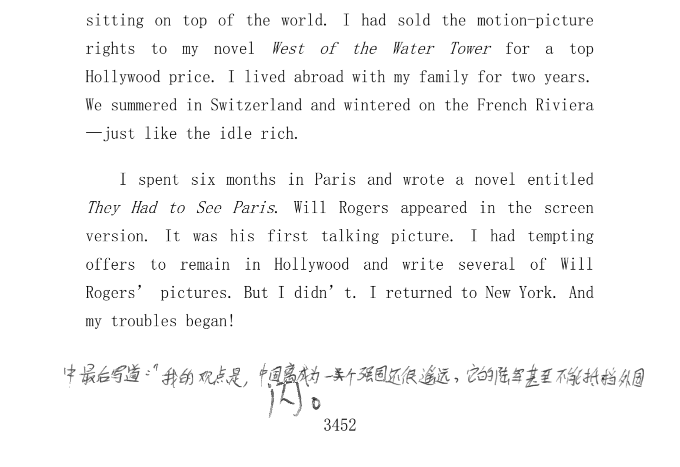 sitting on top of the world. I had sold the motion-picture
rights to my novel West of the Water Tower for a top
Hollywood price. I lived abroad with my family for two years.
We summered in Switzerland and wintered on the French Riviera
—just like the idle rich.
I spent six months in Paris and wrote a novel entitled
They Had to See Paris. Will Rogers appeared in the screen
version. It was his first talking picture. I had tempting
offers to remain in Hollywood and write several of Will
Rogers' pictures. But I didn't. I returned to New York. And
my troubles began!
中最后写道："我的观点是，中国离成为一个强国还很遥远，它的陆军甚至不能抵挡外国
3452